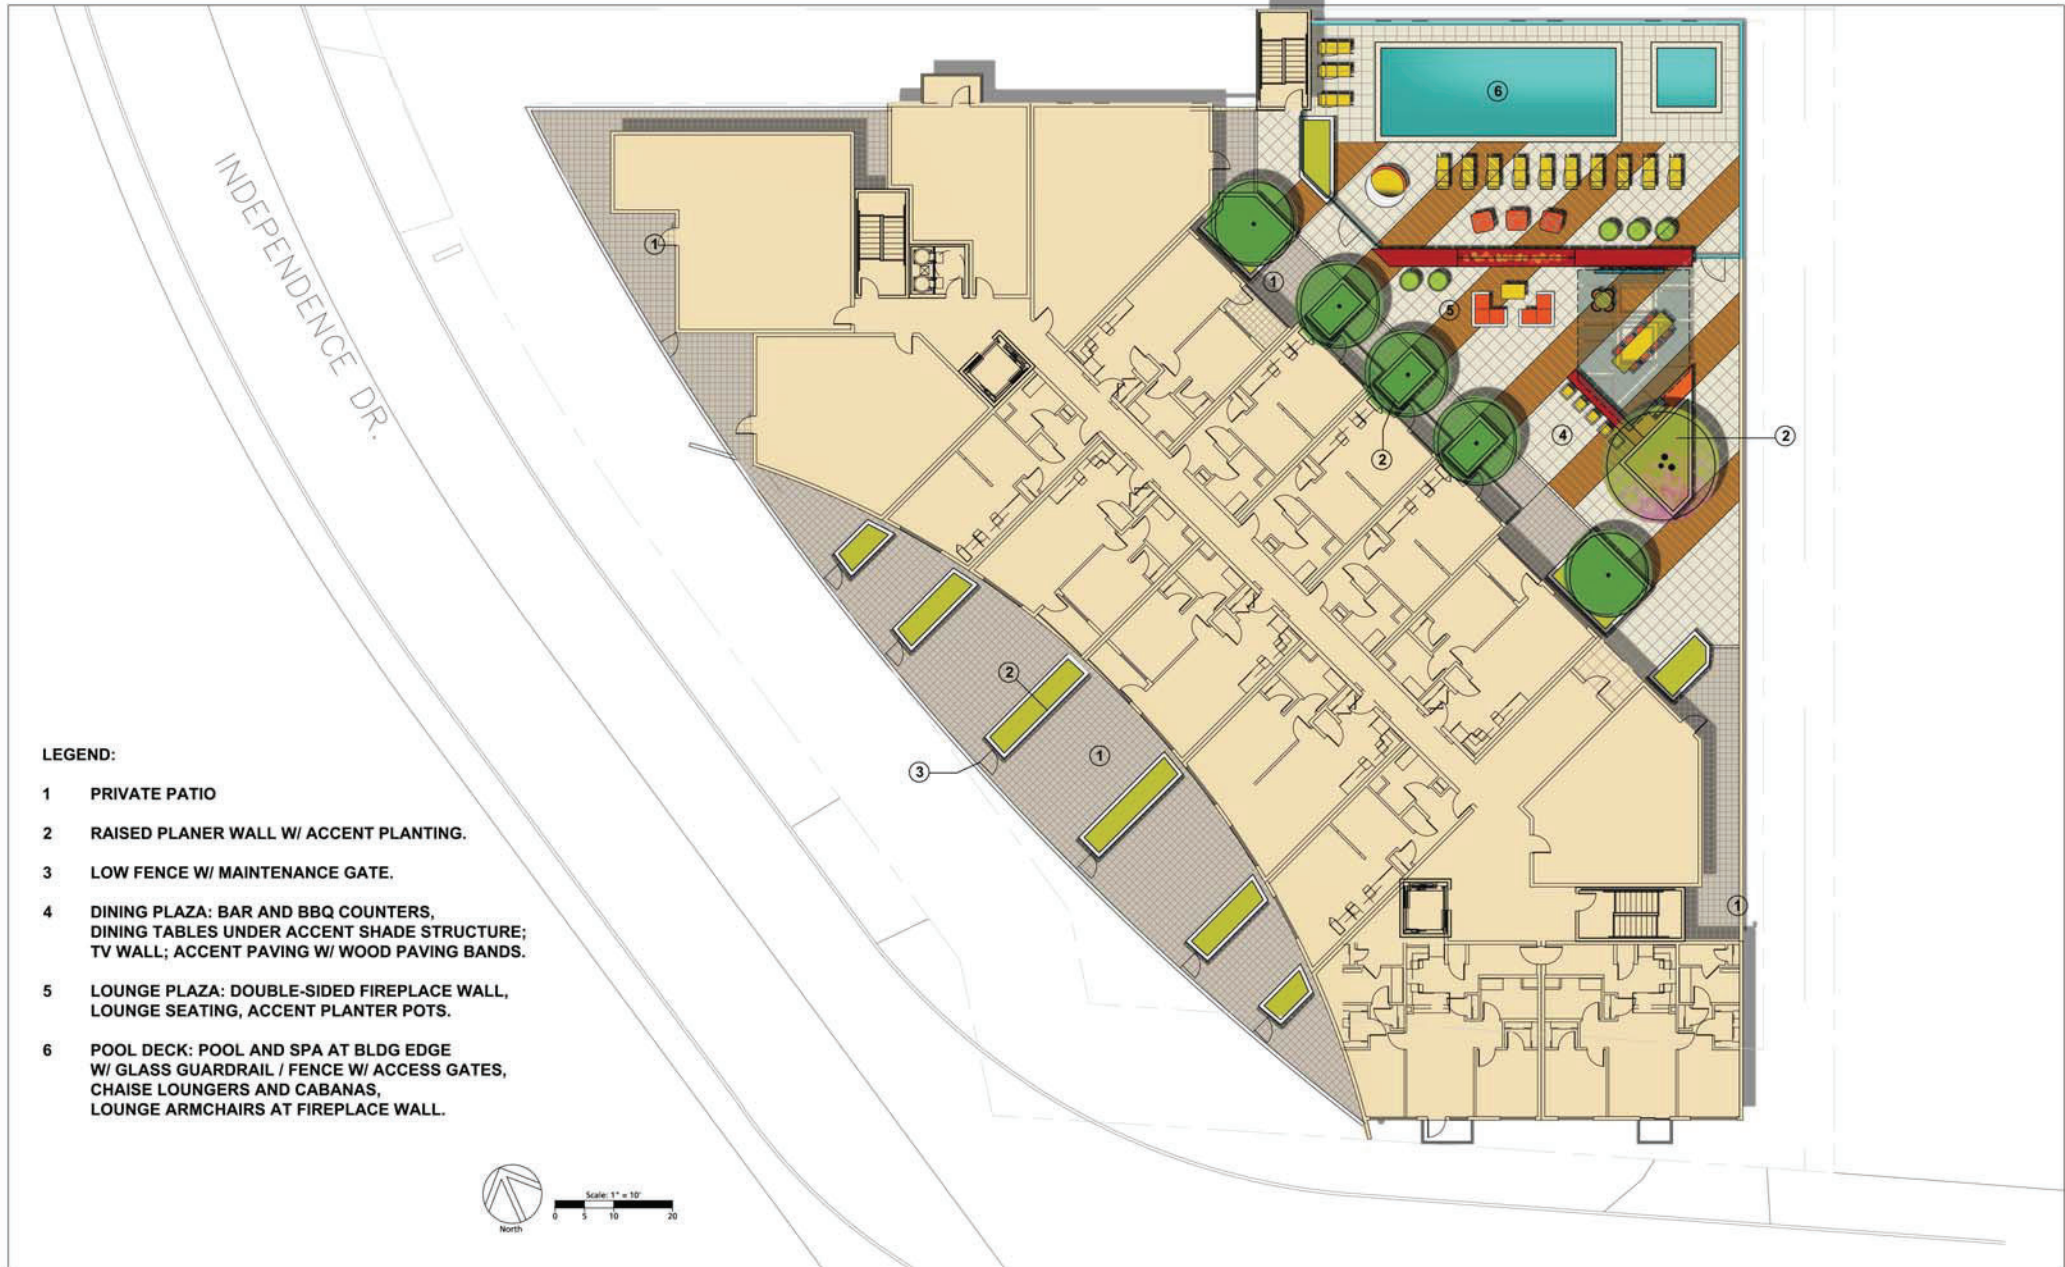 INDEPENDENCE DR.
6
1
1
5
4
2
2
2
1
3
1
LEGEND:
1 PRIVATE PATIO
2 RAISED PLANER WALL W/ ACCENT PLANTING.
3 LOW FENCE W/ MAINTENANCE GATE.
4 DINING PLAZA: BAR AND BBQ COUNTERS,
DINING TABLES UNDER ACCENT SHADE STRUCTURE;
TV WALL; ACCENT PAVING W/ WOOD PAVING BANDS.
5 LOUNGE PLAZA: DOUBLE-SIDED FIREPLACE WALL,
LOUNGE SEATING, ACCENT PLANTER POTS.
6 POOL DECK: POOL AND SPA AT BLDG EDGE
W/ GLASS GUARDRAIL / FENCE W/ ACCESS GATES,
CHAISE LOUNGERS AND CABANAS,
LOUNGE ARMCHAIRS AT FIREPLACE WALL.
North
Scale: 1" = 10'
0 5 10 20